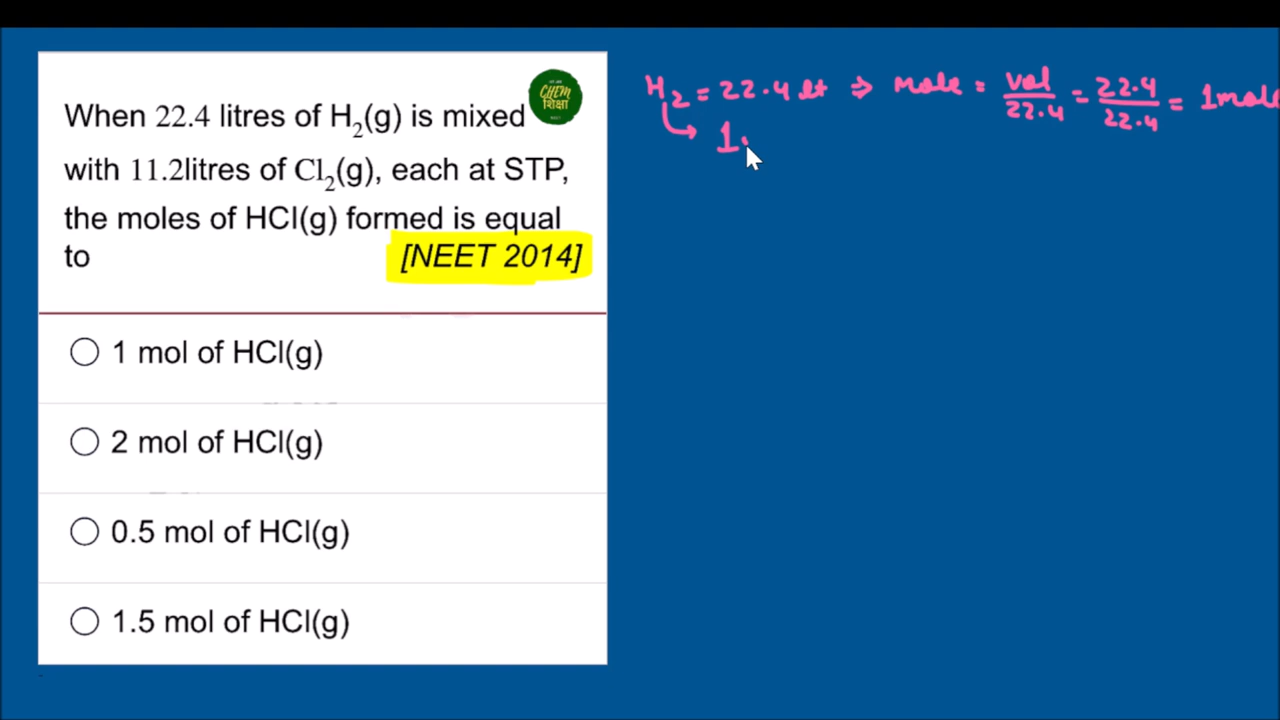 When 22.4 litres of H₂(g) is mixed
with 11.2litres of Cl₂(g), each at STP,
the moles of HCl(g) formed is equal
to [NEET 2014]
CHEM
शिक्षा
1 mol of HCl(g)
2 mol of HCl(g)
0.5 mol of HCl(g)
1.5 mol of HCl(g)
H₂ = 22.4 lt ⇒ mole = vol/22.4 = 22.4/22.4 = 1mole
↳ 1.